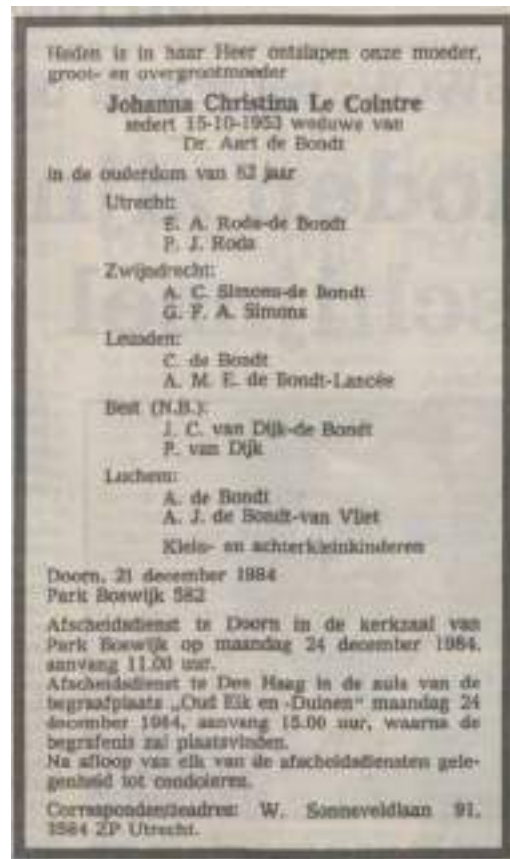 Heden is in haar Heer ontslapen onze moeder,
groot- en overgrootmoeder
Johanna Christina Le Cointre
sedert 15-10-1953 weduwe van
Dr. Aart de Bondt
in de ouderdom van 82 jaar
Utrecht:
E. A. Roda-de Bondt
P. J. Roda
Zwijndrecht:
A. C. Simons-de Bondt
G. F. A. Simons
Leusden:
C. de Bondt
A. M. E. de Bondt-Lancée
Best (N.B.):
J. C. van Dijk-de Bondt
P. van Dijk
Lochem:
A. de Bondt
A. J. de Bondt-van Vliet
Klein- en achterkleinkinderen
Doorn, 21 december 1984
Park Boswijk 582
Afscheidsdienst te Doorn in de kerkzaal van
Park Boswijk op maandag 24 december 1984,
aanvang 11.00 uur.
Afscheidsdienst te Den Haag in de aula van de
begraafplaats „Oud Eik en -Duinen" maandag 24
december 1984, aanvang 15.00 uur, waarna de
begrafenis zal plaatsvinden.
Na afloop van elk van de afscheidsdiensten gele-
genheid tot condoleren.
Correspondentieadres: W. Sonneveldlaan 91,
3584 ZP Utrecht.